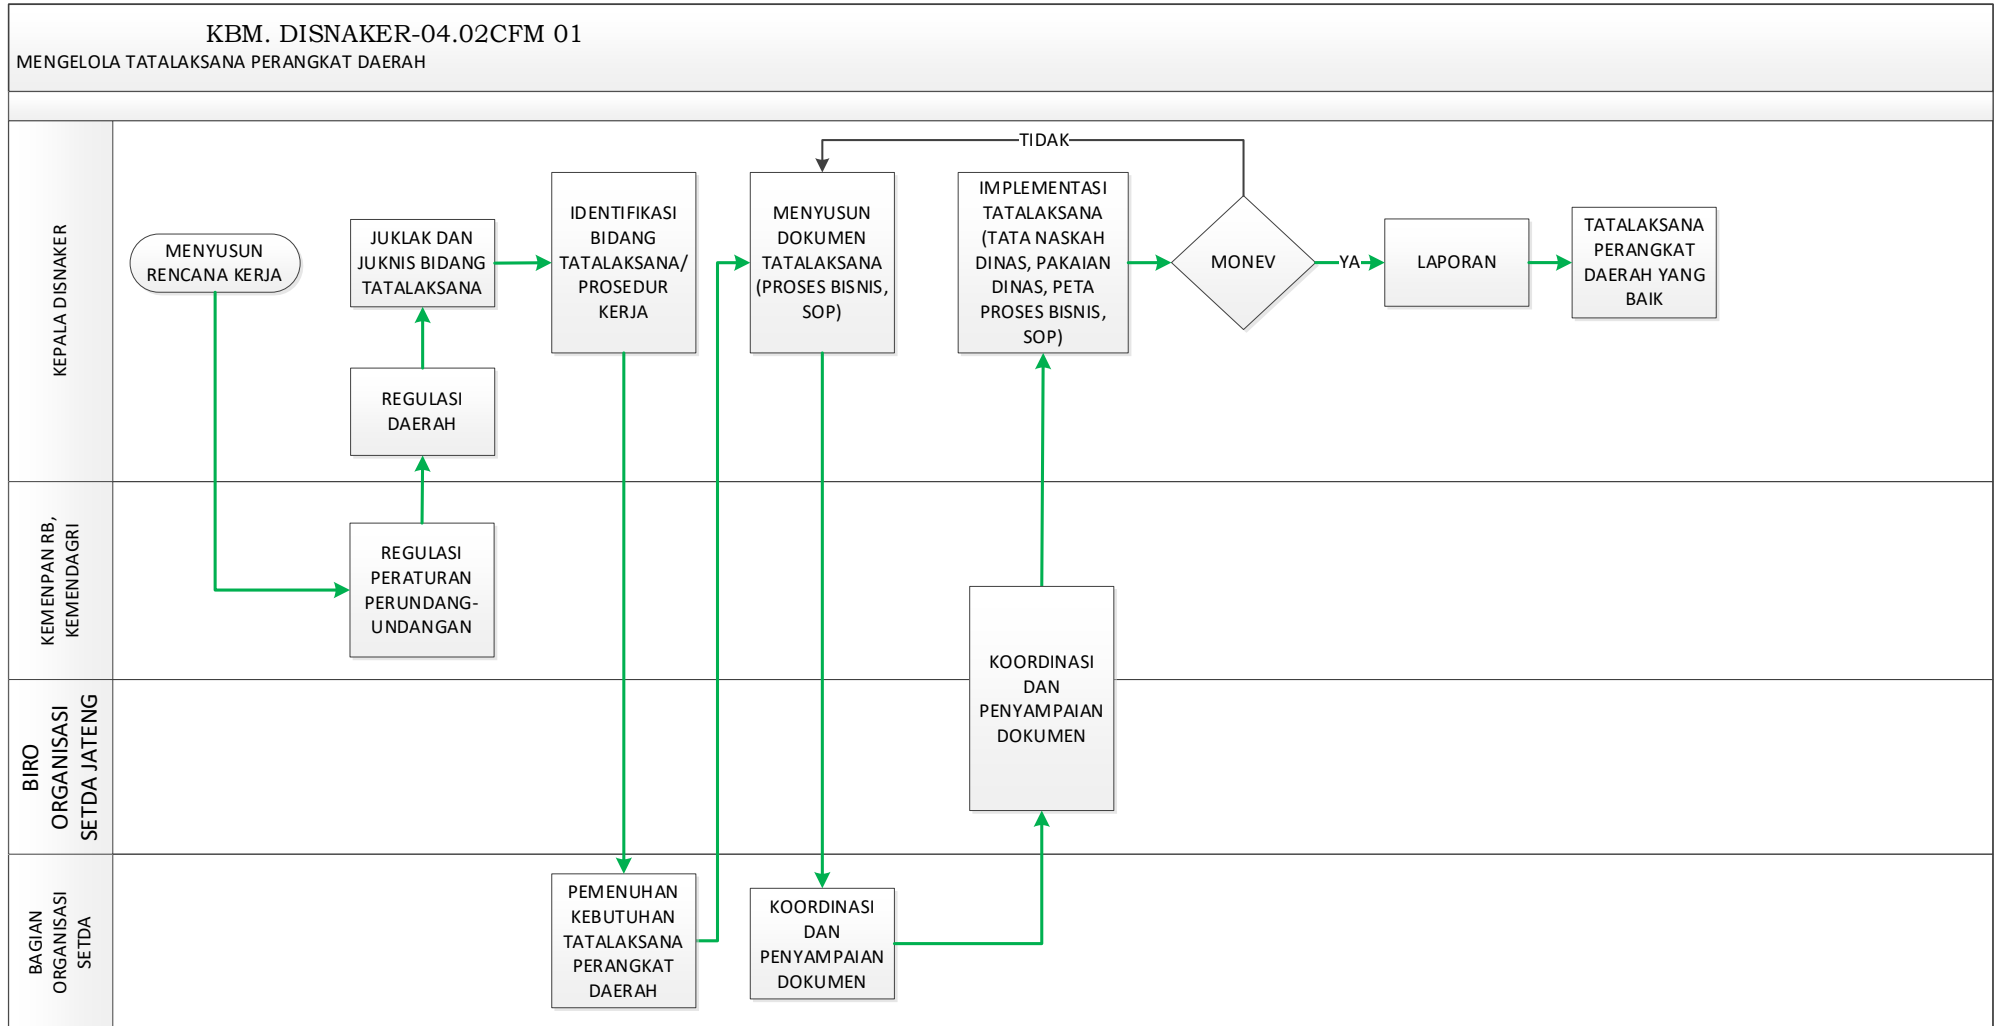 KBM. DISNAKER-04.02CFM 01
MENGELOLA TATALAKSANA PERANGKAT DAERAH
KEPALA DISNAKER
MENYUSUN
RENCANA KERJA
JUKLAK DAN
JUKNIS BIDANG
TATALAKSANA
REGULASI
DAERAH
IDENTIFIKASI
BIDANG
TATALAKSANA/
PROSEDUR
KERJA
MENYUSUN
DOKUMEN
TATALAKSANA
(PROSES BISNIS,
SOP)
TIDAK
IMPLEMENTASI
TATALAKSANA
(TATA NASKAH
DINAS, PAKAIAN
DINAS, PETA
PROSES BISNIS,
SOP)
MONEV
YA
LAPORAN
TATALAKSANA
PERANGKAT
DAERAH YANG
BAIK
KEMENPAN RB,
KEMENDAGRI
REGULASI
PERATURAN
PERUNDANG-
UNDANGAN
KOORDINASI
DAN
PENYAMPAIAN
DOKUMEN
BIRO
ORGANISASI
SETDA JATENG
BAGIAN
ORGANISASI
SETDA
PEMENUHAN
KEBUTUHAN
TATALAKSANA
PERANGKAT
DAERAH
KOORDINASI
DAN
PENYAMPAIAN
DOKUMEN